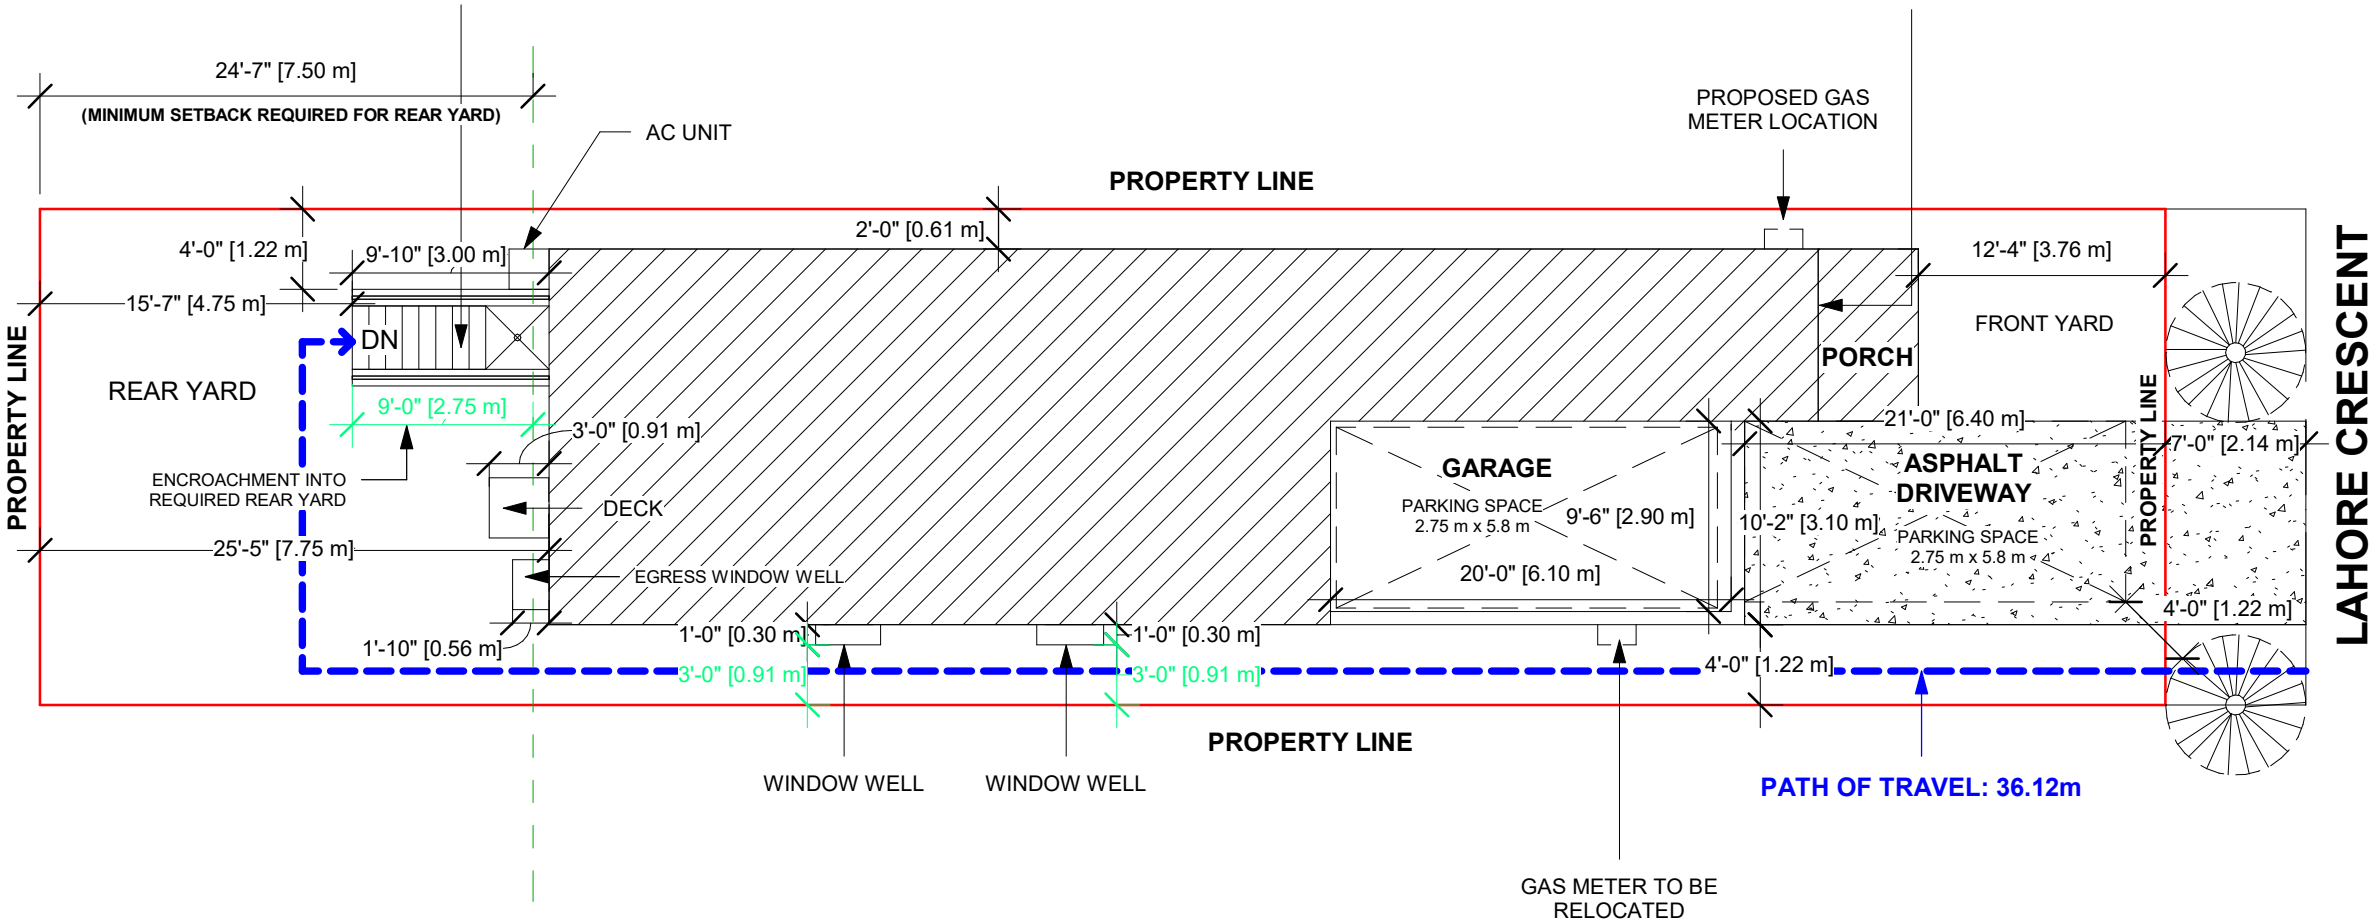 24'-7" [7.50 m]
(MINIMUM SETBACK REQUIRED FOR REAR YARD)
AC UNIT
PROPOSED GAS
METER LOCATION
PROPERTY LINE
2'-0" [0.61 m]
4'-0" [1.22 m]
9'-10" [3.00 m]
12'-4" [3.76 m]
15'-7" [4.75 m]
DN
FRONT YARD
PORCH
REAR YARD
PROPERTY LINE
9'-0" [2.75 m]
3'-0" [0.91 m]
21'-0" [6.40 m]
7'-0" [2.14 m]
PROPERTY LINE
LAHORE CRESCENT
ENCROACHMENT INTO
REQUIRED REAR YARD
GARAGE
PARKING SPACE
2.75 m x 5.8 m
9'-6" [2.90 m]
20'-0" [6.10 m]
ASPHALT
DRIVEWAY
10'-2" [3.10 m]
PARKING SPACE
2.75 m x 5.8 m
DECK
25'-5" [7.75 m]
EGRESS WINDOW WELL
4'-0" [1.22 m]
1'-10" [0.56 m]
1'-0" [0.30 m]
1'-0" [0.30 m]
3'-0" [0.91 m]
3'-0" [0.91 m]
4'-0" [1.22 m]
PROPERTY LINE
WINDOW WELL
WINDOW WELL
PATH OF TRAVEL: 36.12m
GAS METER TO BE
RELOCATED